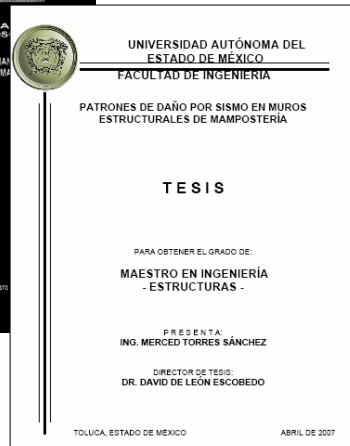 UNIVERSIDAD AUTÓNOMA DEL
ESTADO DE MÉXICO
FACULTAD DE INGENIERÍA
PATRONES DE DAÑO POR SISMO EN MUROS
ESTRUCTURALES DE MAMPOSTERÍA
TESIS
PARA OBTENER EL GRADO DE:
MAESTRO EN INGENIERÍA
- ESTRUCTURAS -
PRESENTA:
ING. MERCED TORRES SÁNCHEZ
DIRECTOR DE TESIS:
DR. DAVID DE LEÓN ESCOBEDO
TOLUCA, ESTADO DE MÉXICO ABRIL DE 2007